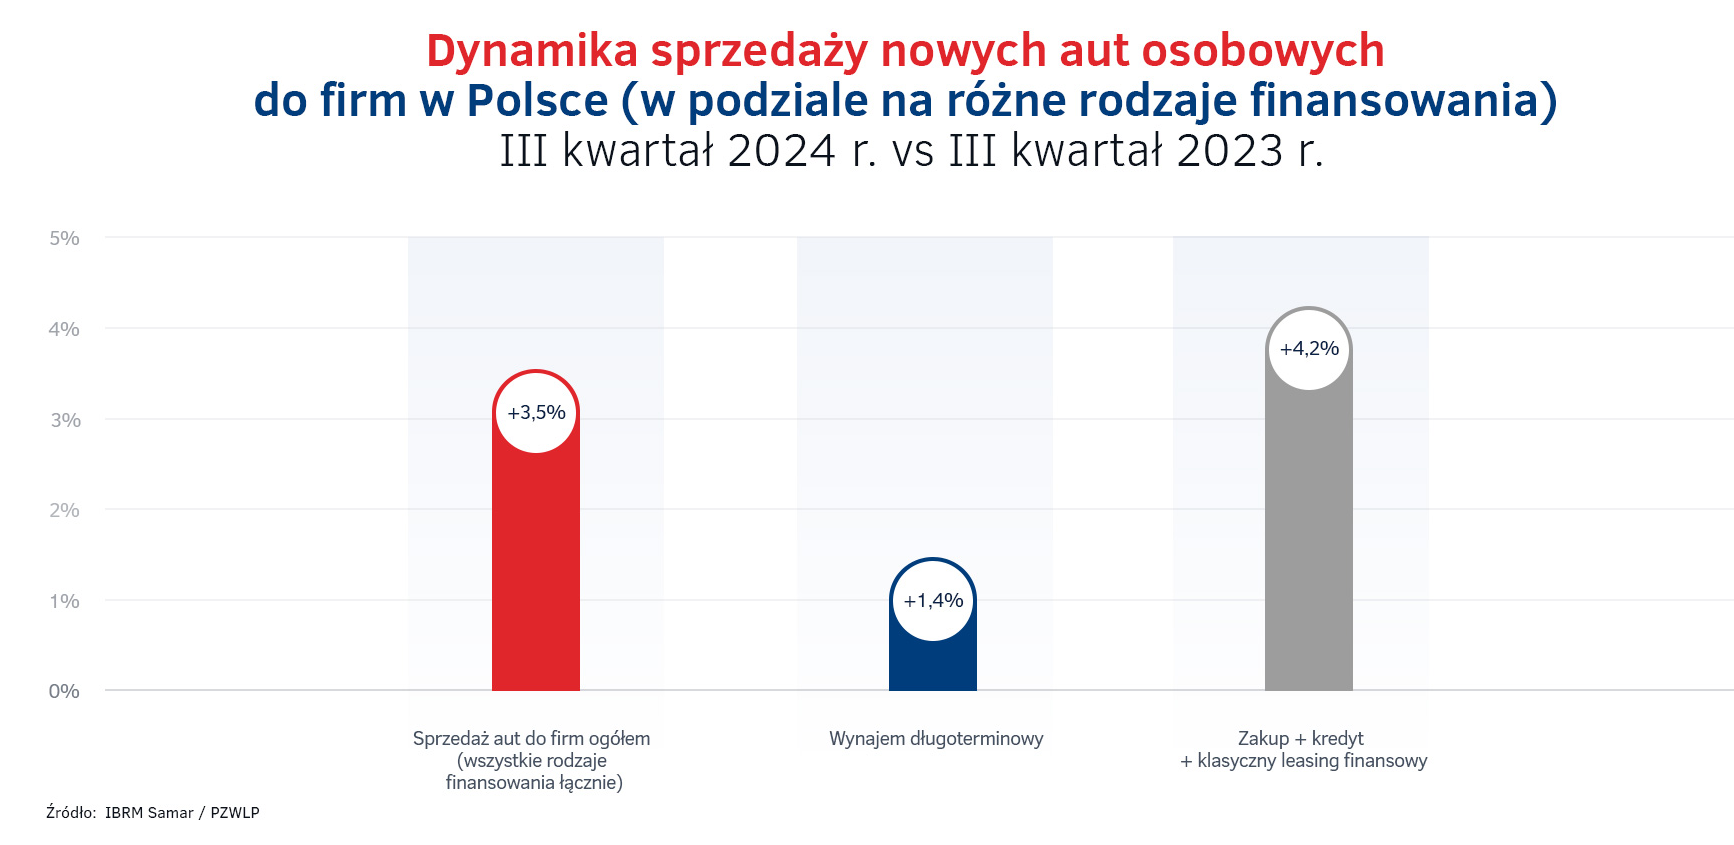 Dynamika sprzedaży nowych aut osobowych
do firm w Polsce (w podziale na różne rodzaje finansowania)
III kwartał 2024 r. vs III kwartał 2023 r.
5%
4%
3%
2%
1%
0%
+3,5%
+1,4%
+4,2%
Sprzedaż aut do firm ogółem
(wszystkie rodzaje
finansowania łącznie)
Wynajem długoterminowy
Zakup + kredyt
+ klasyczny leasing finansowy
Źródło: IBRM Samar / PZWLP